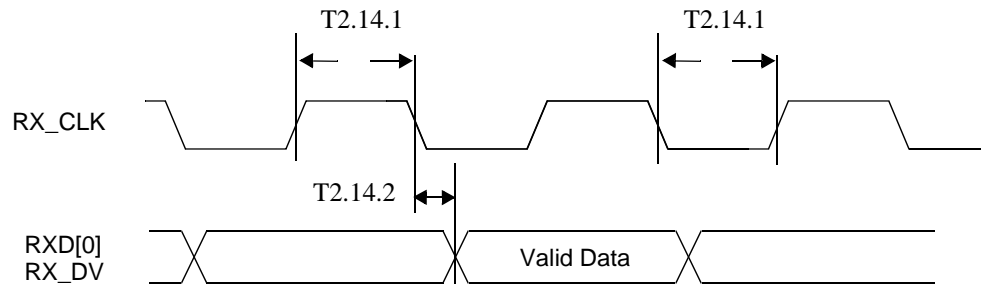 T2.14.1
T2.14.1
RX_CLK
T2.14.2
RXD[0]
RX_DV
Valid Data